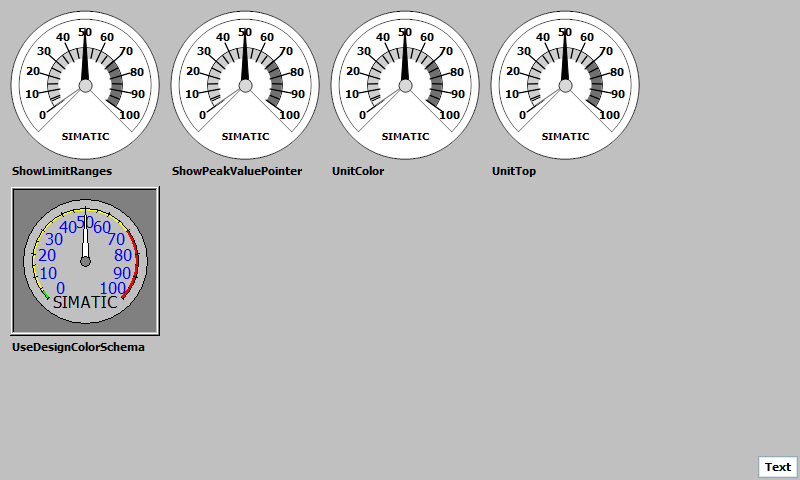 50 50 50 50
40 60 40 60 40 60 40 60
30 70 30 70 30 70 30 70
20 80 20 80 20 80 20 80
10 90 10 90 10 90 10 90
0 100 0 100 0 100 0 100
SIMATIC SIMATIC SIMATIC SIMATIC
ShowLimitRanges ShowPeakValuePointer UnitColor UnitTop
50
40 60
30 70
20 80
10 90
0 100
SIMATIC
UseDesignColorSchema
Text